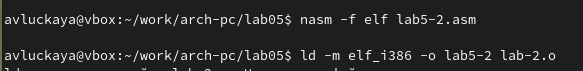 avluckaya@vbox:~/work/arch-pc/lab05$ nasm -f elf lab5-2.asm
avluckaya@vbox:~/work/arch-pc/lab05$ ld -m elf_i386 -o lab5-2 lab-2.o